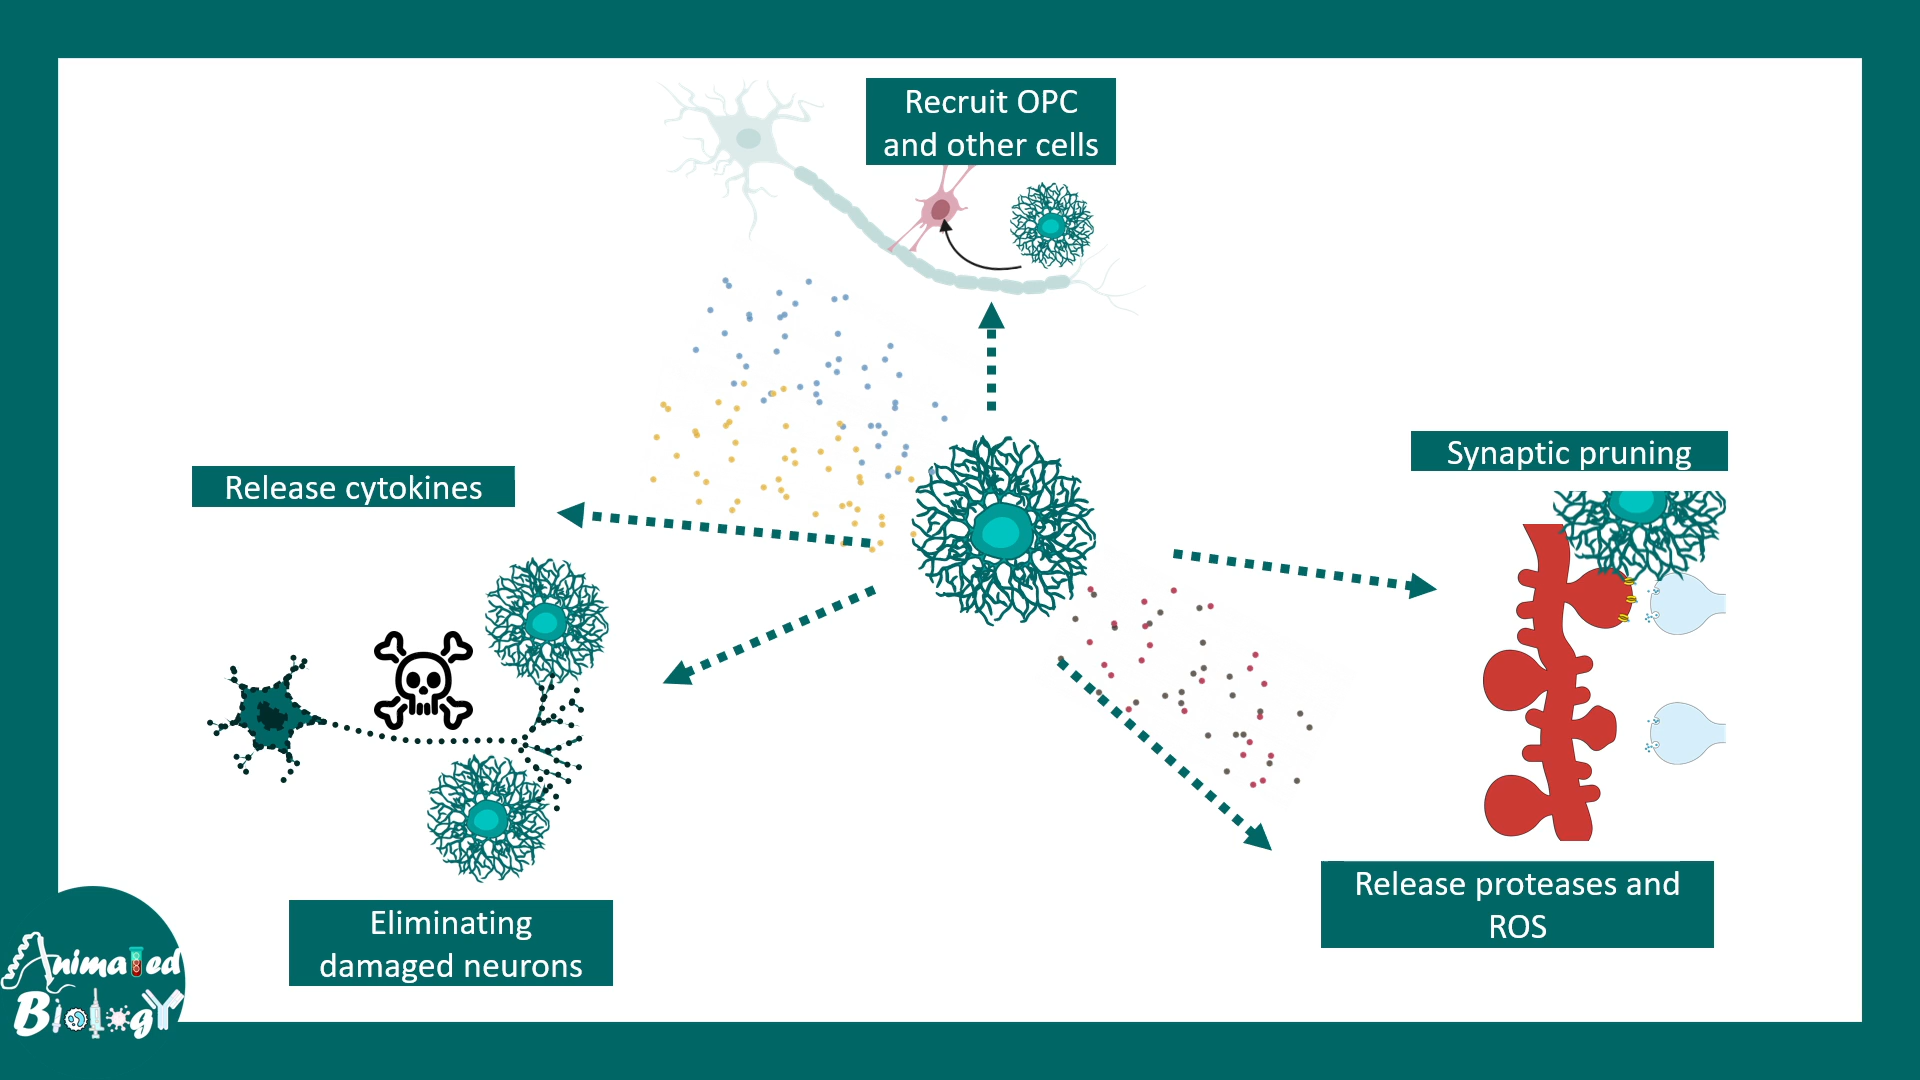 Recruit OPC
and other cells
Synaptic pruning
Release cytokines
Release proteases and
ROS
Eliminating
damaged neurons
Animated
Biology